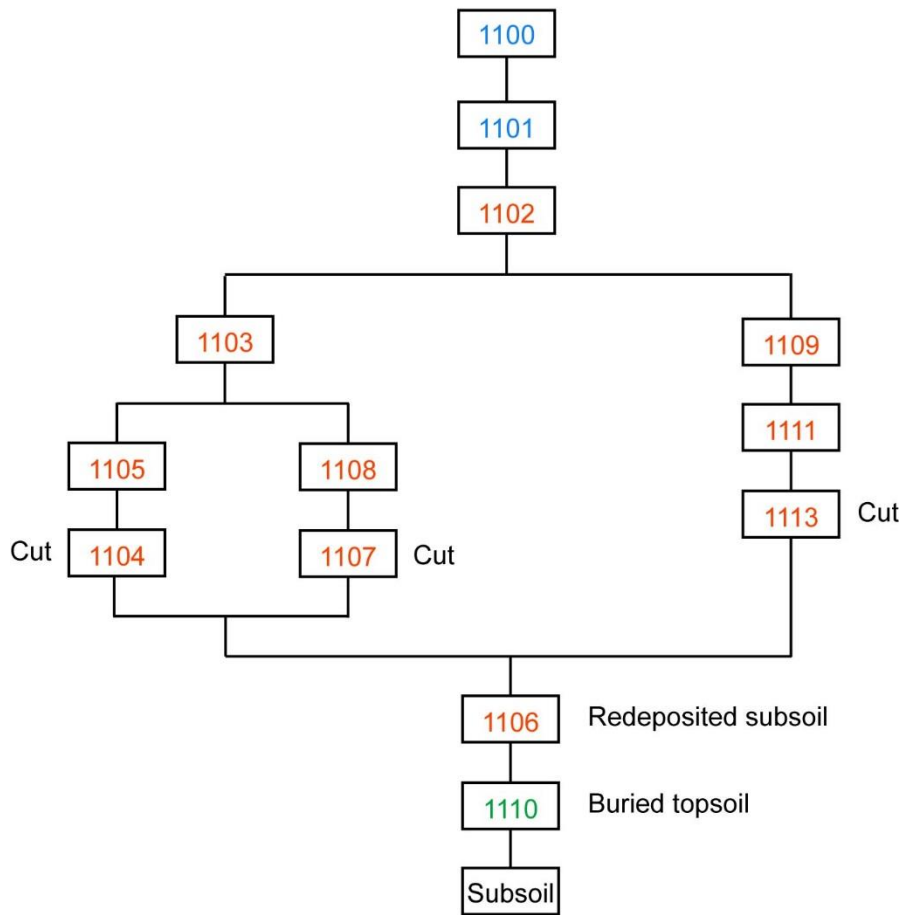 1100
1101
1102
1103
1109
1111
1105
1108
1113 Cut
Cut 1104
1107 Cut
1106 Redeposited subsoil
1110 Buried topsoil
Subsoil